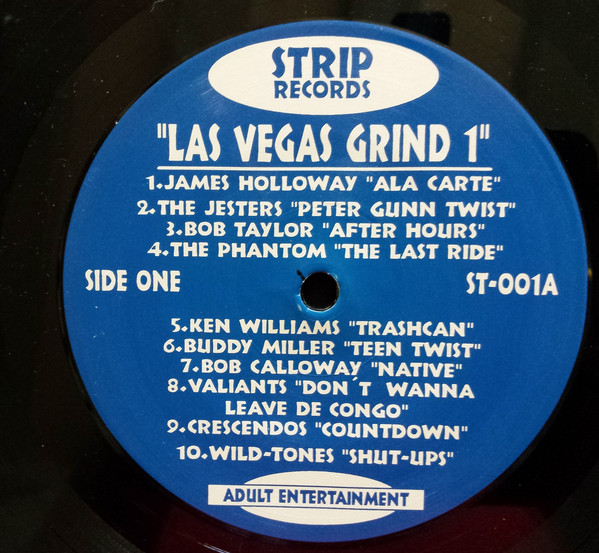 STRIP
RECORDS
"LAS VEGAS GRIND 1"
1.JAMES HOLLOWAY "ALA CARTE"
2.THE JESTERS "PETER GUNN TWIST"
3.BOB TAYLOR "AFTER HOURS"
4.THE PHANTOM "THE LAST RIDE"
SIDE ONE
ST-001A
5.KEN WILLIAMS "TRASHCAN"
6.BUDDY MILLER "TEEN TWIST"
7.BOB CALLOWAY "NATIVE"
8.VALIANTS "DON´T WANNA
LEAVE DE CONGO"
9.CRESCENDOS "COUNTDOWN"
10.WILD-TONES "SHUT-UPS"
ADULT ENTERTAINMENT